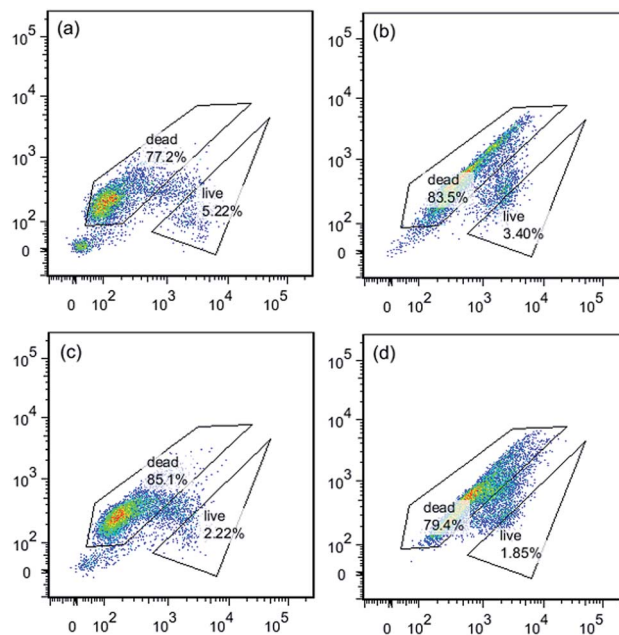 (a)
10⁵
10⁴
10³
10²
0
dead
77.2%
live
5.22%
0 10² 10³ 10⁴ 10⁵
(b)
10⁵
10⁴
10³
10²
0
dead
83.5%
live
3.40%
0 10² 10³ 10⁴ 10⁵
(c)
10⁵
10⁴
10³
10²
0
dead
85.1%
live
2.22%
0 10² 10³ 10⁴ 10⁵
(d)
10⁵
10⁴
10³
10²
0
dead
79.4%
live
1.85%
0 10² 10³ 10⁴ 10⁵